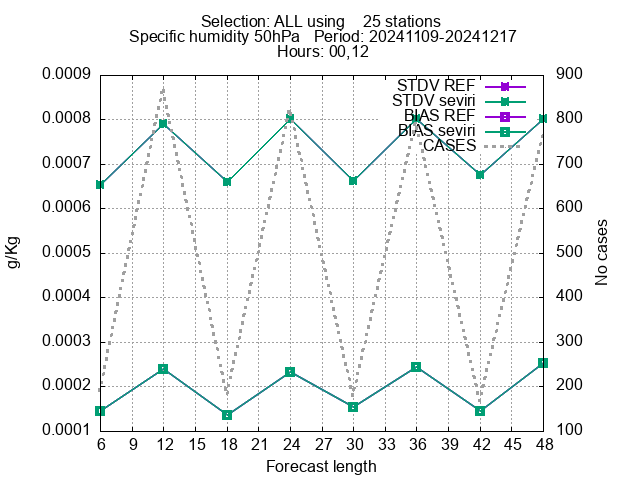 Selection: ALL using    25 stations
Specific humidity 50hPa   Period: 20241109-20241217
Hours: 00,12
0.0009
0.0008
0.0007
0.0006
0.0005
0.0004
0.0003
0.0002
0.0001
g/Kg
STDV REF
STDV seviri
BIAS REF
BIAS seviri
CASES
900
800
700
600
500
400
300
200
100
No cases
6 9 12 15 18 21 24 27 30 33 36 39 42 45 48
Forecast length